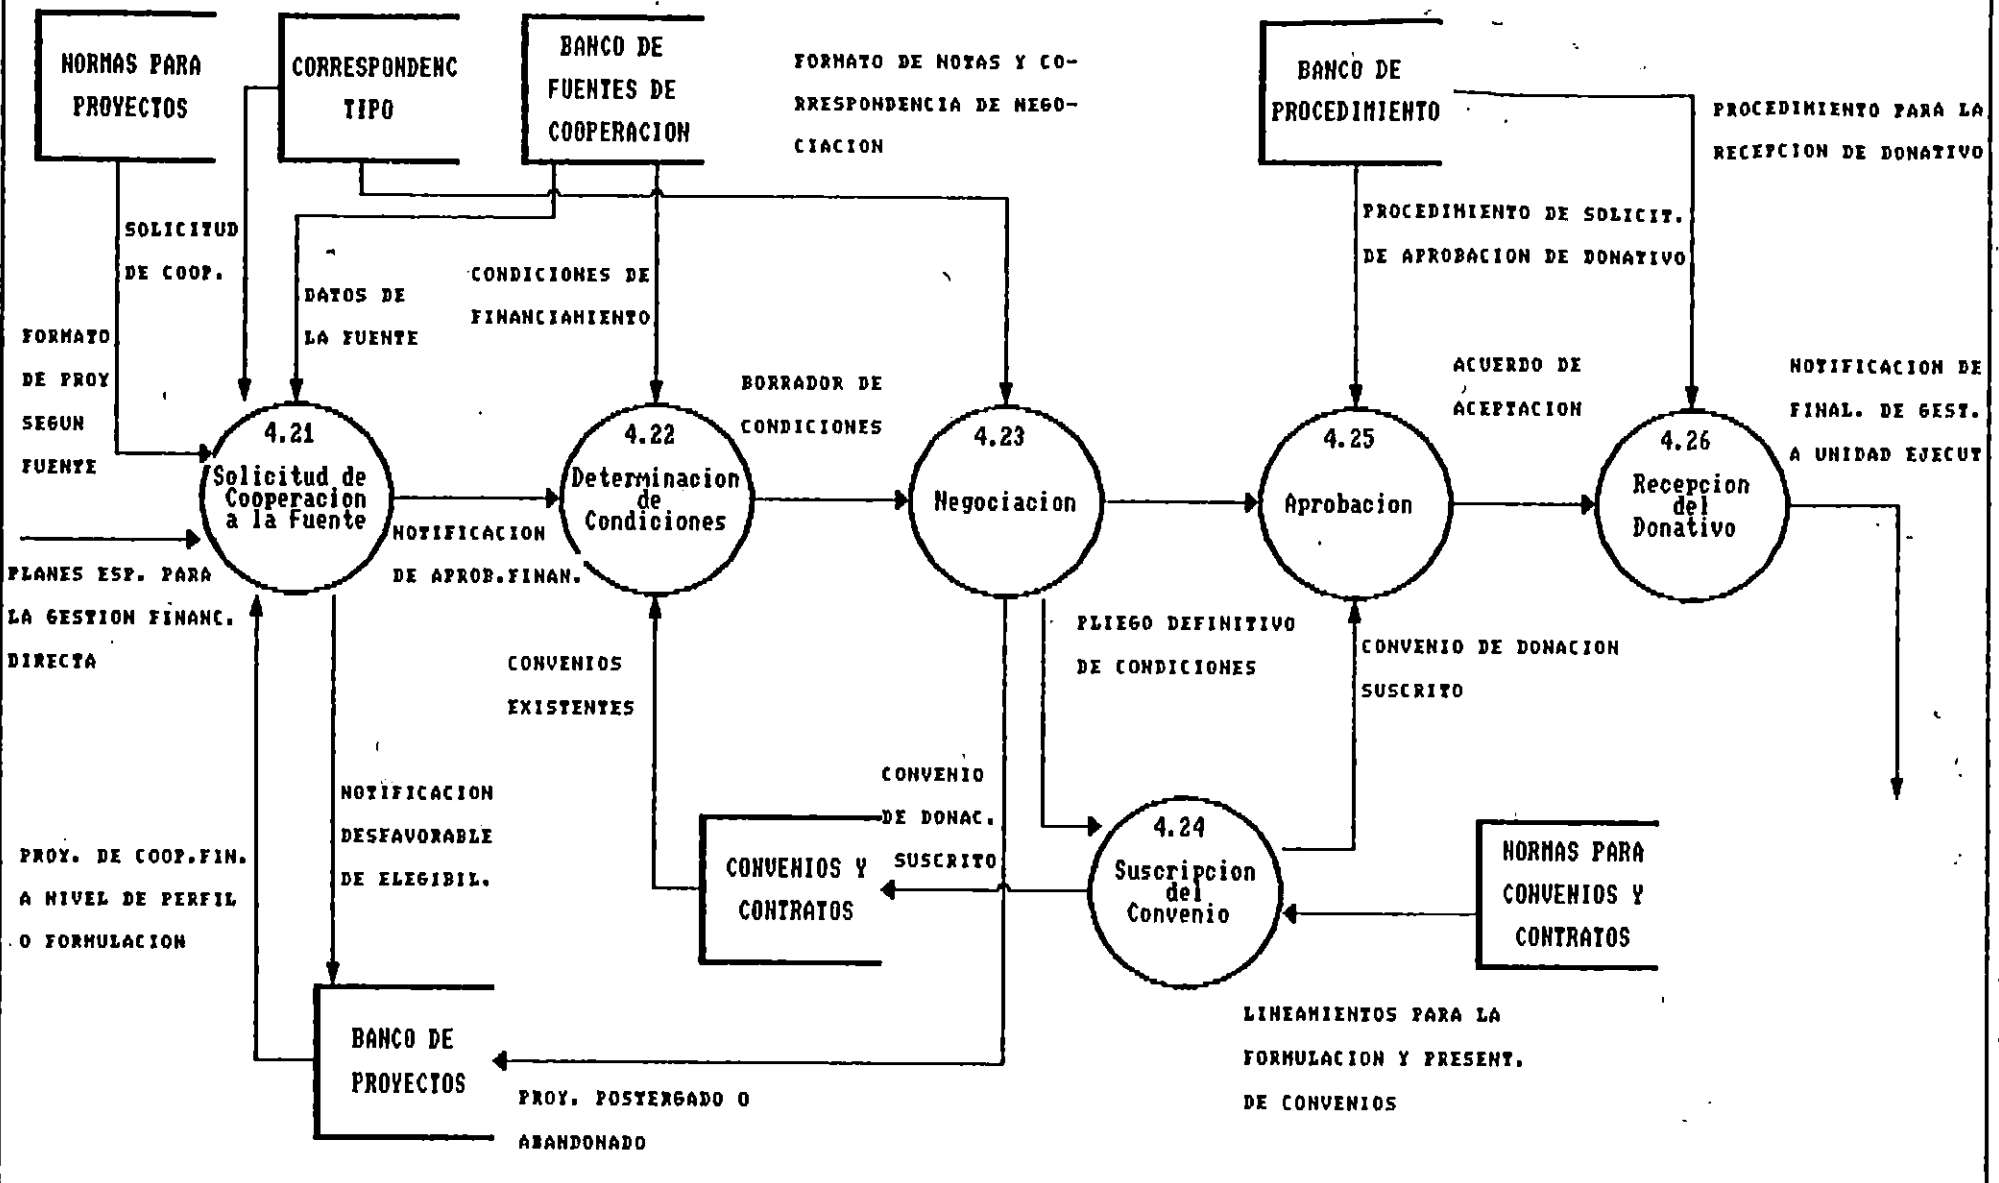 NORMAS PARA
PROYECTOS
CORRESPONDENC
TIPO
BANCO DE
FUENTES DE
COOPERACION
FORMATO DE NOTAS Y CO-
RRESPONDENCIA DE NEGO-
CIACION
BANCO DE
PROCEDIMIENTO
PROCEDIMIENTO PARA LA
RECEPCION DE DONATIVO
SOLICITUD
DE COOP.
DATOS DE
LA FUENTE
CONDICIONES DE
FINANCIAMIENTO
PROCEDIMIENTO DE SOLICIT.
DE APROBACION DE DONATIVO
FORMATO
DE PROY
SEGUN
FUENTE
BORRADOR DE
CONDICIONES
ACUERDO DE
ACEPTACION
NOTIFICACION DE
FINAL. DE GEST.
A UNIDAD EJECUT
4.21
Solicitud de
Cooperacion
a la Fuente
4.22
Determinacion
de
Condiciones
4.23
Negociacion
4.25
Aprobacion
4.26
Recepcion
del
Donativo
NOTIFICACION
DE APROB.FINAN.
PLANES ESP. PARA
LA GESTION FINANC.
DIRECTA
CONVENIOS
EXISTENTES
PLIEGO DEFINITIVO
DE CONDICIONES
CONVENIO DE DONACION
SUSCRITO
NOTIFICACION
DESFAVORABLE
DE ELEGIBIL.
CONVENIO
DE DONAC.
SUSCRITO
PROY. DE COOP.FIN.
A NIVEL DE PERFIL
O FORMULACION
CONVENIOS Y
CONTRATOS
4.24
Suscripcion
del
Convenio
NORMAS PARA
CONVENIOS Y
CONTRATOS
LINEAMIENTOS PARA LA
FORMULACION Y PRESENT.
DE CONVENIOS
BANCO DE
PROYECTOS
PROY. POSTERGADO O
ABANDONADO